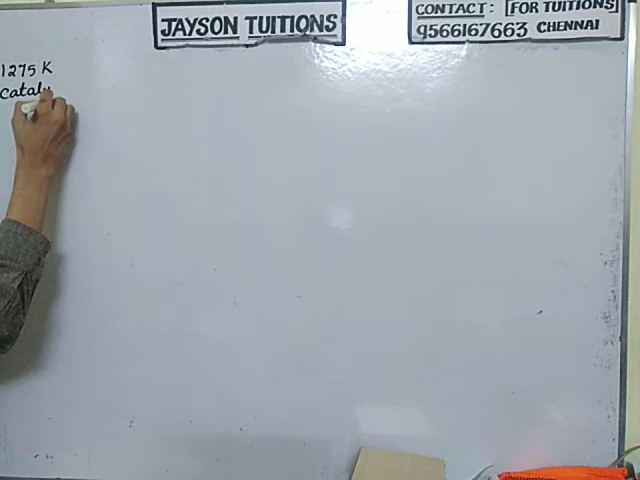 JAYSON TUITIONS
CONTACT: [FOR TUITIONS]
9566167663 CHENNAI
1275 K
Cataly